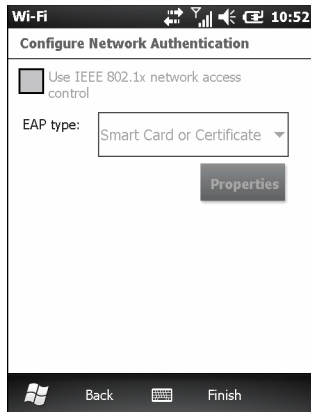 Wi-Fi 10:52
Configure Network Authentication
Use IEEE 802.1x network access
control
EAP type:
Smart Card or Certificate
Properties
Back Finish